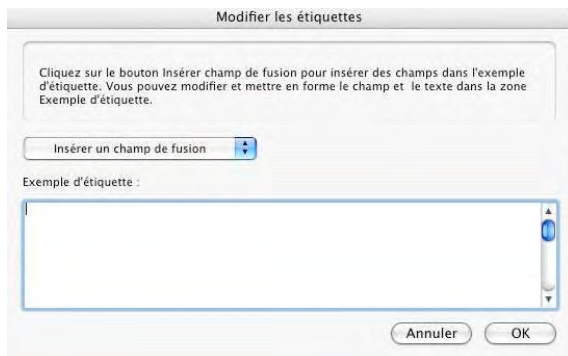 Modifier les étiquettes
Cliquez sur le bouton Insérer champ de fusion pour insérer des champs dans l'exemple
d'étiquette. Vous pouvez modifier et mettre en forme le champ et le texte dans la zone
Exemple d'étiquette.
Insérer un champ de fusion
Exemple d'étiquette :
Annuler
OK